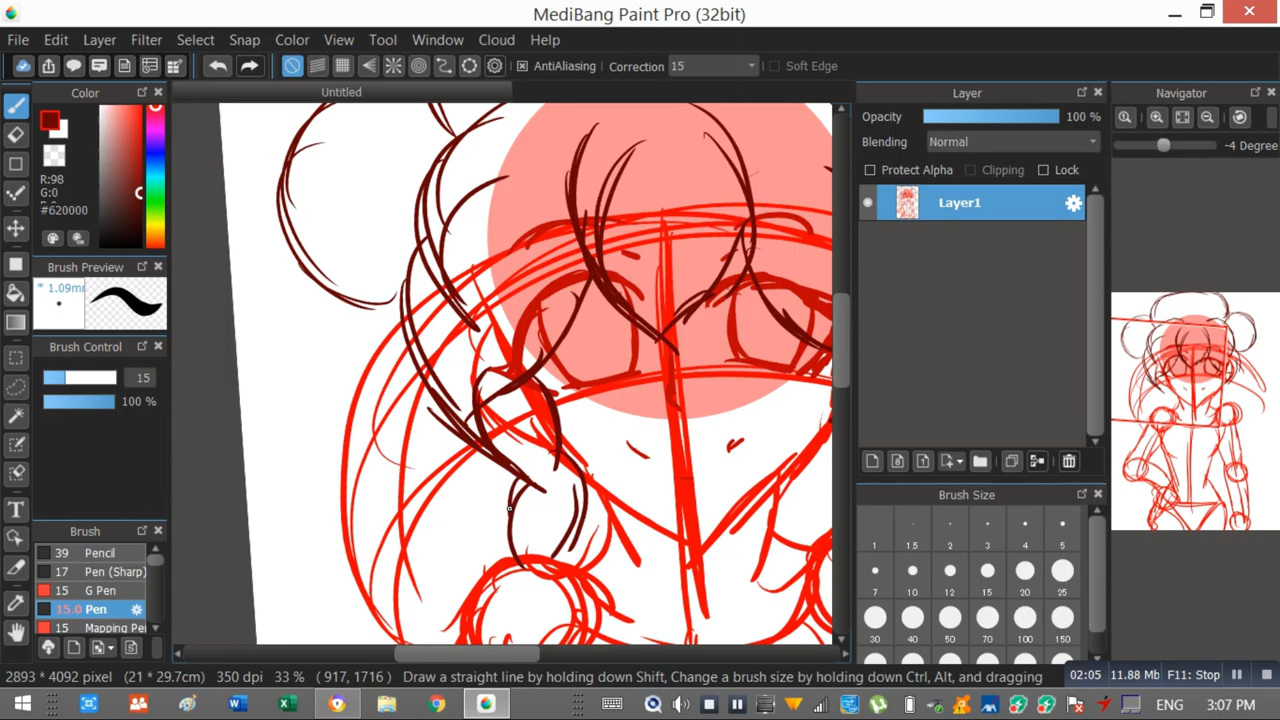 MediBang Paint Pro (32bit)
File Edit Layer Filter Select Snap Color View Tool Window Cloud Help
AntiAliasing Correction 15 Soft Edge
Color
Untitled
Layer
Navigator
Opacity 100 %
Blending Normal
-4 Degree
Protect Alpha Clipping Lock
R:98
G:0
#620000
Layer1
Brush Preview
* 1.09m
Brush Control
15
100 %
Brush
39 Pencil
17 Pen (Sharp)
15 G Pen
15.0 Pen
15 Mapping Pe
Brush Size
1 1.5 2 3 4 5
7 10 12 15 20 25
30 40 50 70 100 150
2893 * 4092 pixel (21 * 29.7cm) 350 dpi 33 % ( 917, 1716 ) Draw a straight line by holding down Shift, Change a brush size by holding down Ctrl, Alt, and dragging
02:05 11.88 Mb F11: Stop
ENG 3:07 PM